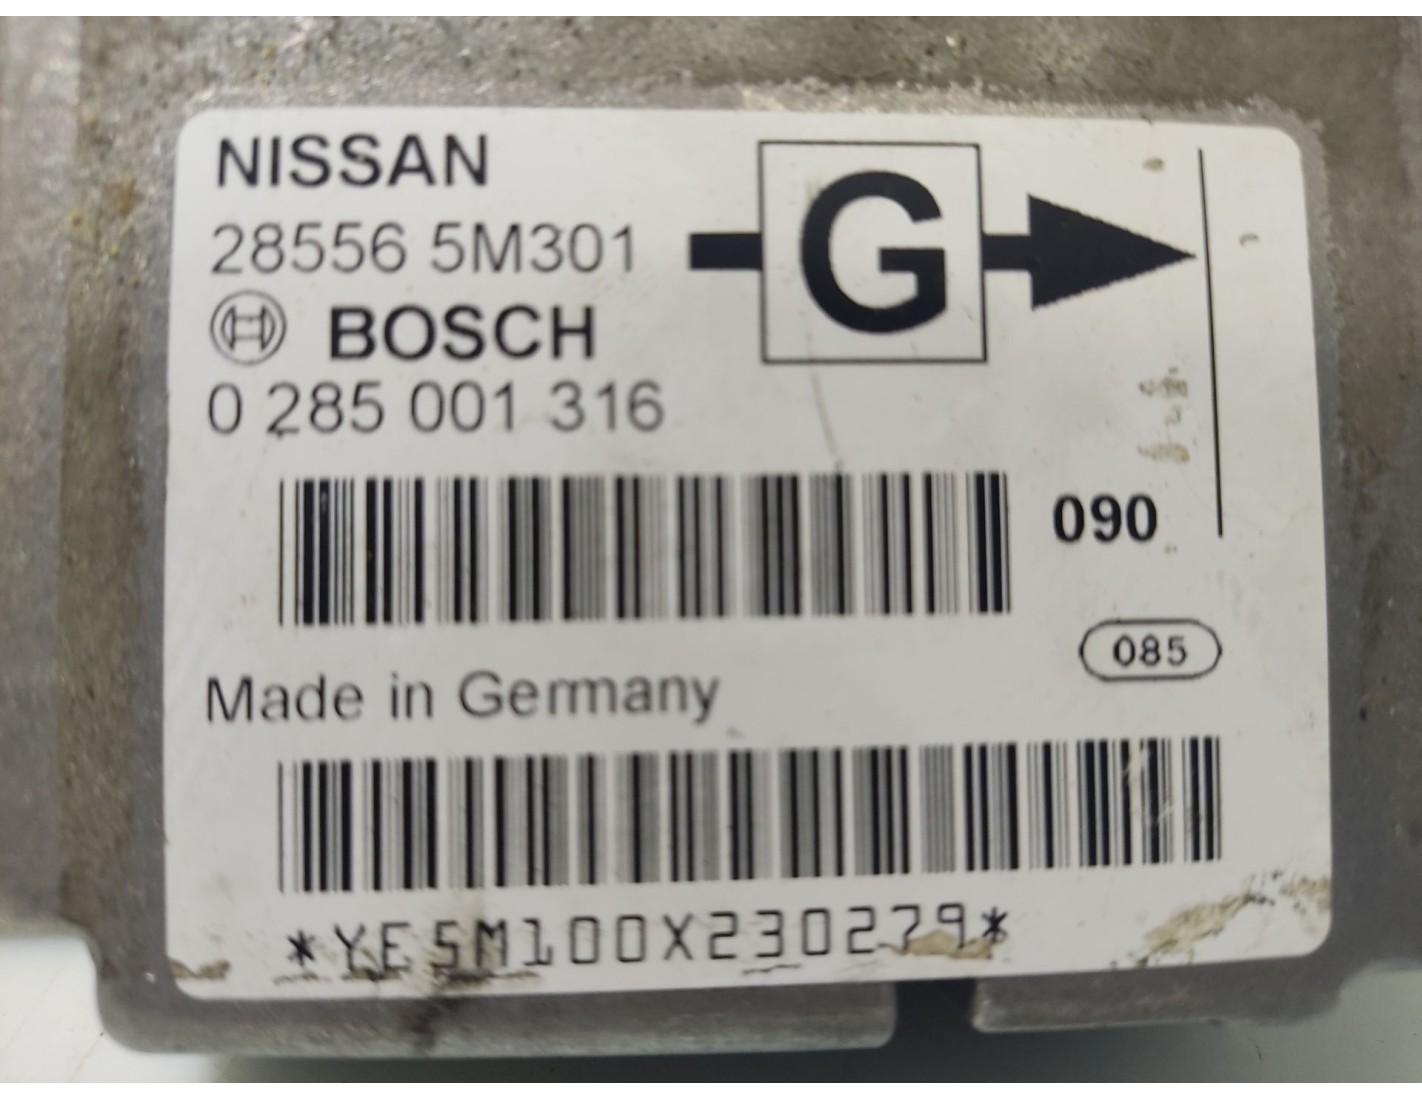 NISSAN
28556 5M301
G
BOSCH
0 285 001 316
090
085
Made in Germany
*YE5M100X230279*